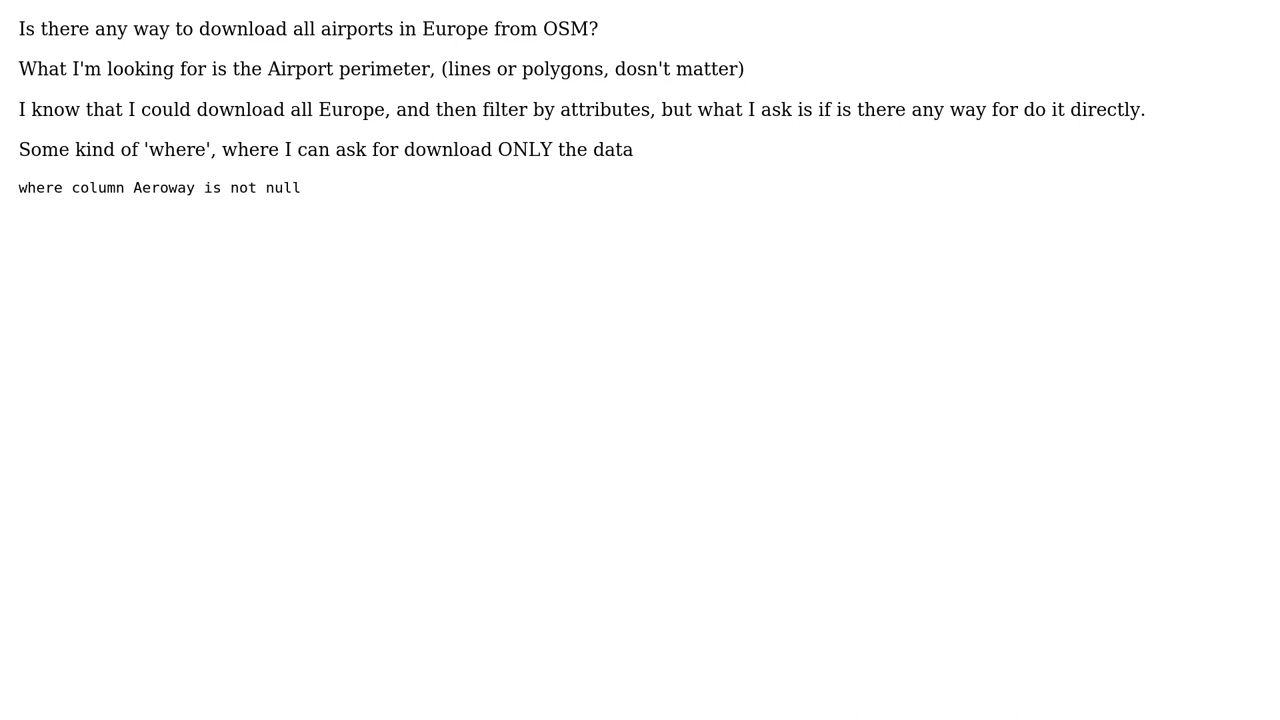 Is there any way to download all airports in Europe from OSM?
What I'm looking for is the Airport perimeter, (lines or polygons, dosn't matter)
I know that I could download all Europe, and then filter by attributes, but what I ask is if is there any way for do it directly.
Some kind of 'where', where I can ask for download ONLY the data
where column Aeroway is not null